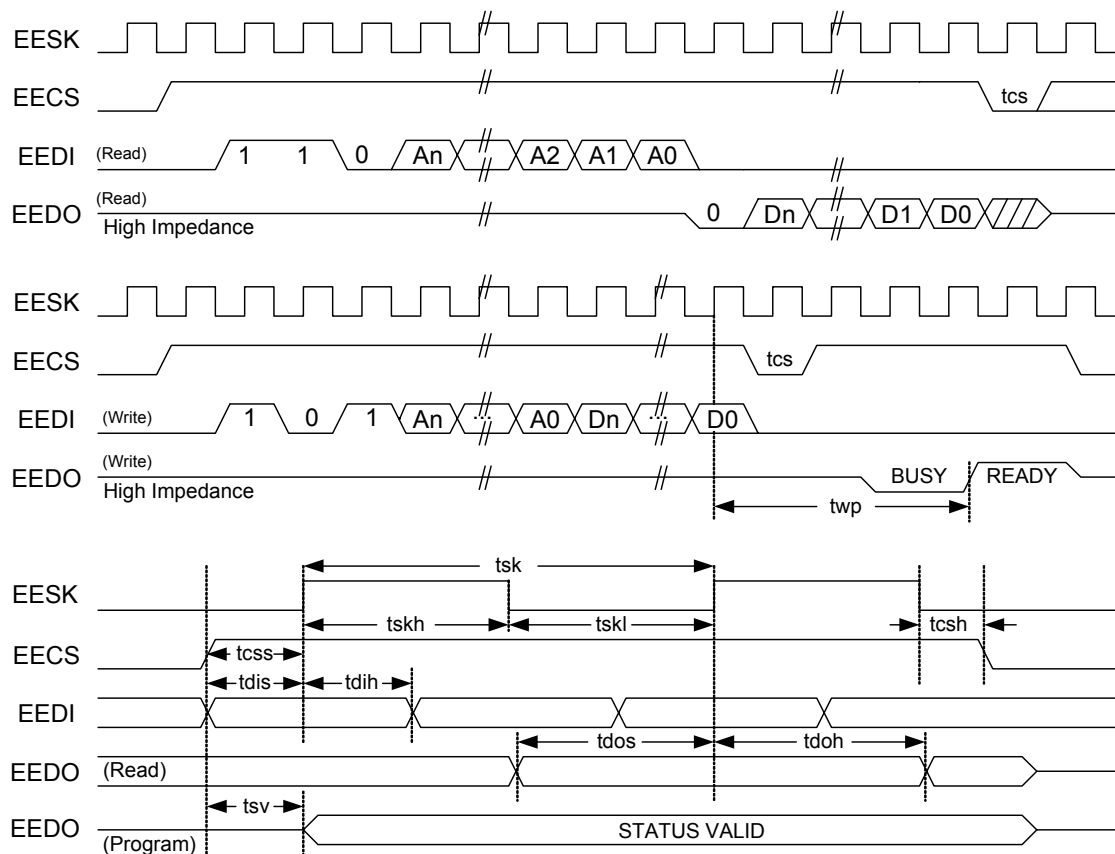 EESK
EECS tcs
EEDI (Read) 1 1 0 An A2 A1 A0
EEDO (Read) High Impedance 0 Dn D1 D0
EESK
EECS tcs
EEDI (Write) 1 0 1 An ... A0 Dn ... D0
EEDO (Write) High Impedance BUSY READY
twp
tsk
EESK
tskh tskl tcsh
EECS tcss
tdis tdih
EEDI
tdos tdoh
EEDO (Read)
tsv
EEDO (Program) STATUS VALID